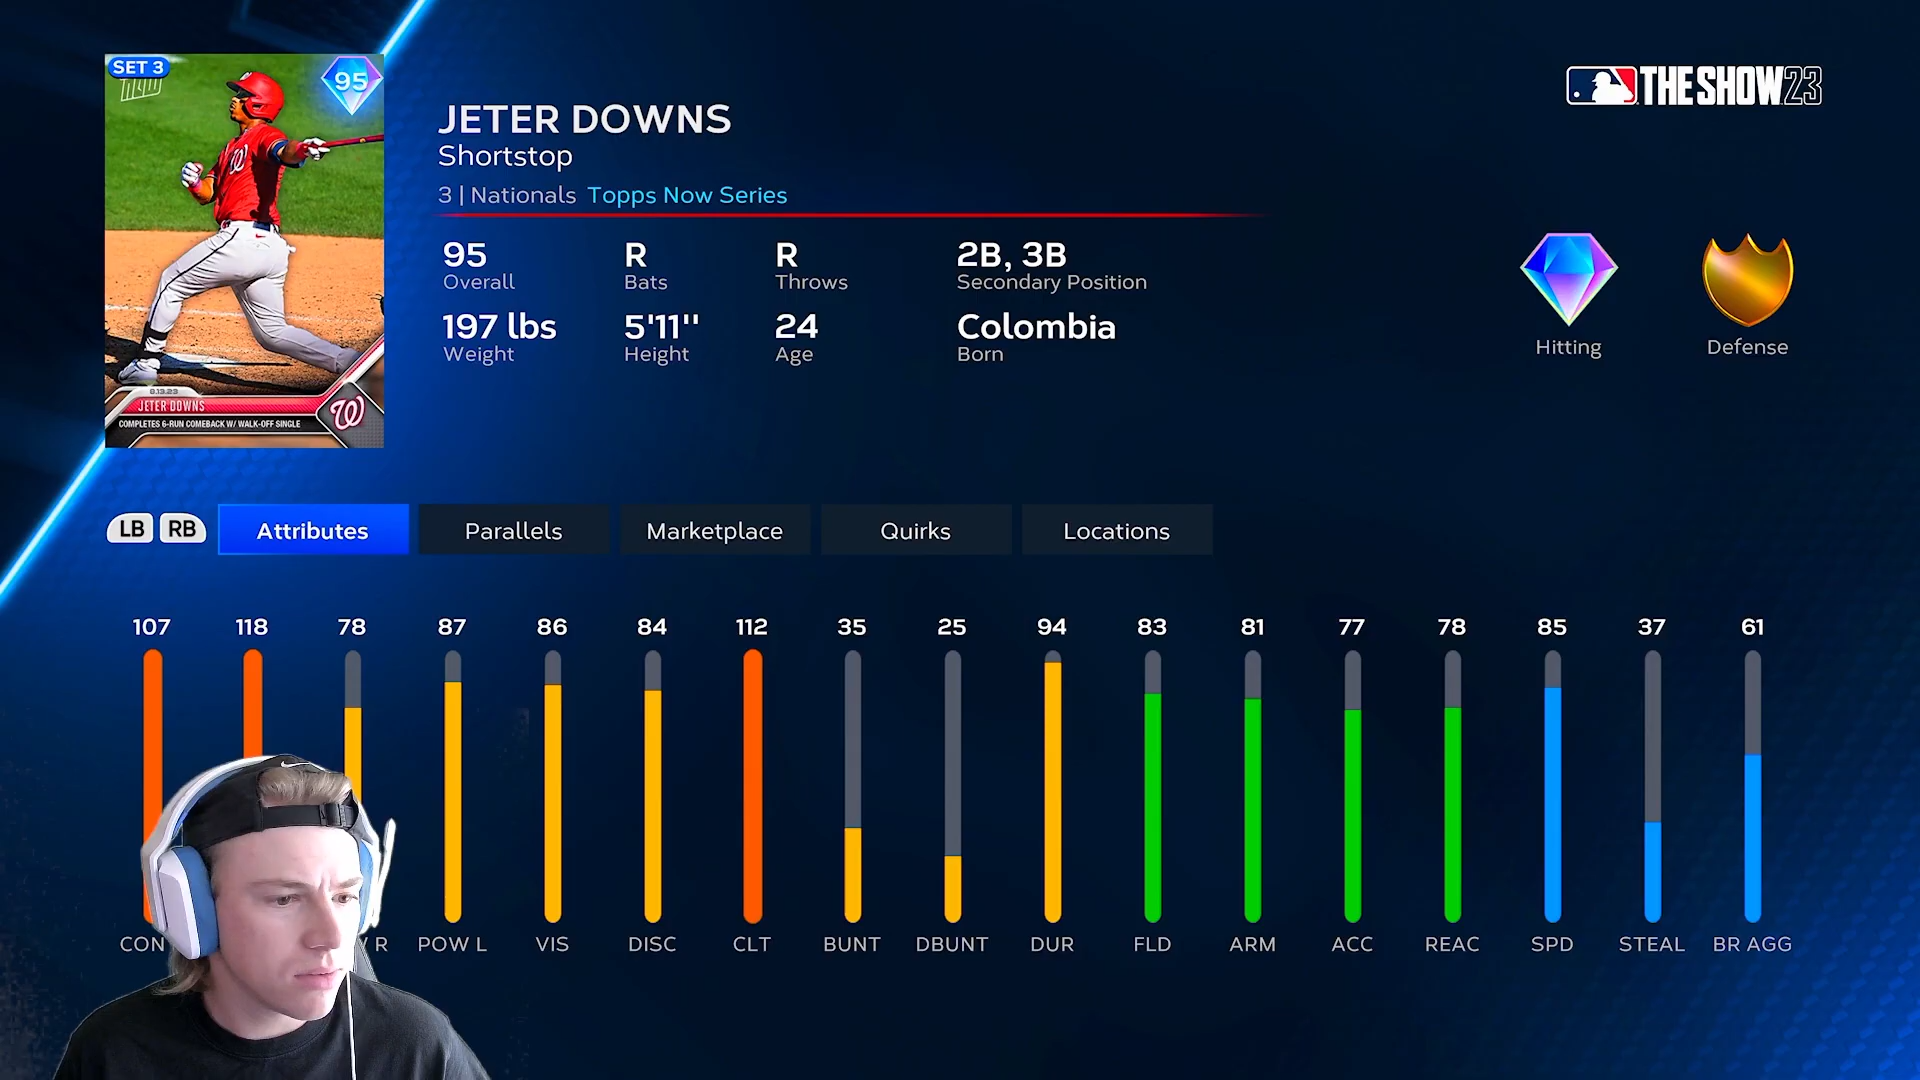 SET 3
NOW
95
8.13.23
JETER DOWNS
COMPLETES 6-RUN COMEBACK W/ WALK-OFF SINGLE
W
JETER DOWNS
Shortstop
3 | Nationals Topps Now Series
95
Overall
R
Bats
R
Throws
2B, 3B
Secondary Position
197 lbs
Weight
5'11''
Height
24
Age
Colombia
Born
THE SHOW 23
Hitting
Defense
LB RB Attributes Parallels Marketplace Quirks Locations
107 118 78 87 86 84 112 35 25 94 83 81 77 78 85 37 61
CON R POW L VIS DISC CLT BUNT DBUNT DUR FLD ARM ACC REAC SPD STEAL BR AGG